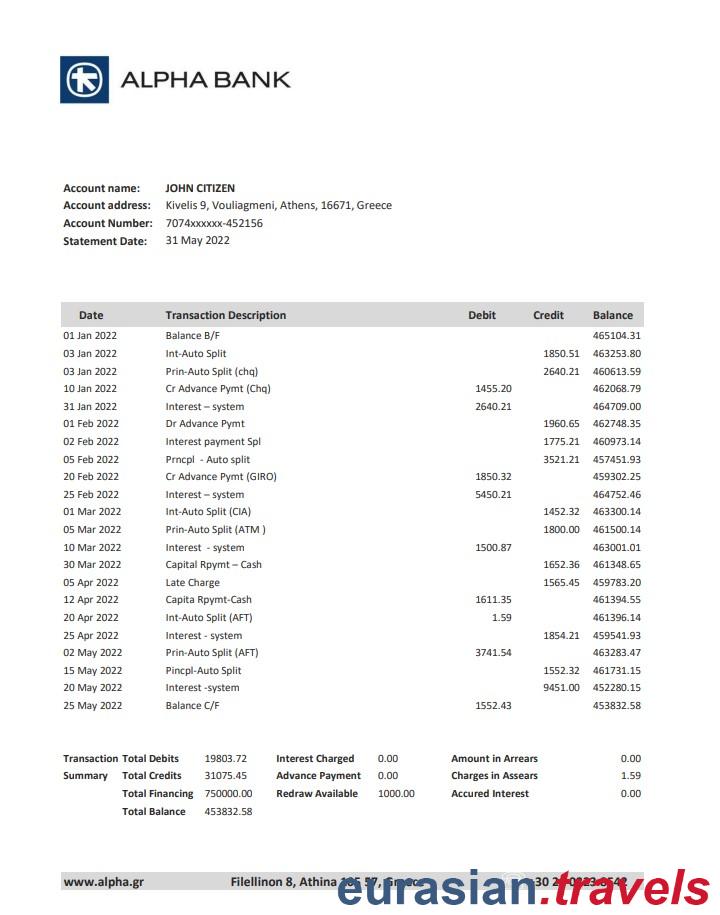 ALPHA BANK
Account name: JOHN CITIZEN
Account address: Kivelis 9, Vouliagmeni, Athens, 16671, Greece
Account Number: 7074xxxxxx-452156
Statement Date: 31 May 2022
Date Transaction Description Debit Credit Balance
01 Jan 2022 Balance B/F 465104.31
03 Jan 2022 Int-Auto Split 1850.51 463253.80
03 Jan 2022 Prin-Auto Split (chq) 2640.21 460613.59
10 Jan 2022 Cr Advance Pymt (Chq) 1455.20 462068.79
31 Jan 2022 Interest – system 2640.21 464709.00
01 Feb 2022 Dr Advance Pymt 1960.65 462748.35
02 Feb 2022 Interest payment Spl 1775.21 460973.14
05 Feb 2022 Prncpl - Auto split 3521.21 457451.93
20 Feb 2022 Cr Advance Pymt (GIRO) 1850.32 459302.25
25 Feb 2022 Interest – system 5450.21 464752.46
01 Mar 2022 Int-Auto Split (CIA) 1452.32 463300.14
05 Mar 2022 Prin-Auto Split (ATM ) 1800.00 461500.14
10 Mar 2022 Interest - system 1500.87 463001.01
30 Mar 2022 Capital Rpymt – Cash 1652.36 461348.65
05 Apr 2022 Late Charge 1565.45 459783.20
12 Apr 2022 Capita Rpymt-Cash 1611.35 461394.55
20 Apr 2022 Int-Auto Split (AFT) 1.59 461396.14
25 Apr 2022 Interest - system 1854.21 459541.93
02 May 2022 Prin-Auto Split (AFT) 3741.54 463283.47
15 May 2022 Pincpl-Auto Split 1552.32 461731.15
20 May 2022 Interest -system 9451.00 452280.15
25 May 2022 Balance C/F 1552.43 453832.58
Transaction Total Debits 19803.72 Interest Charged 0.00 Amount in Arrears 0.00
Summary Total Credits 31075.45 Advance Payment 0.00 Charges in Assears 1.59
Total Financing 750000.00 Redraw Available 1000.00 Accured Interest 0.00
Total Balance 453832.58
www.alpha.gr Filellinon 8, Athina
eurasian.travels